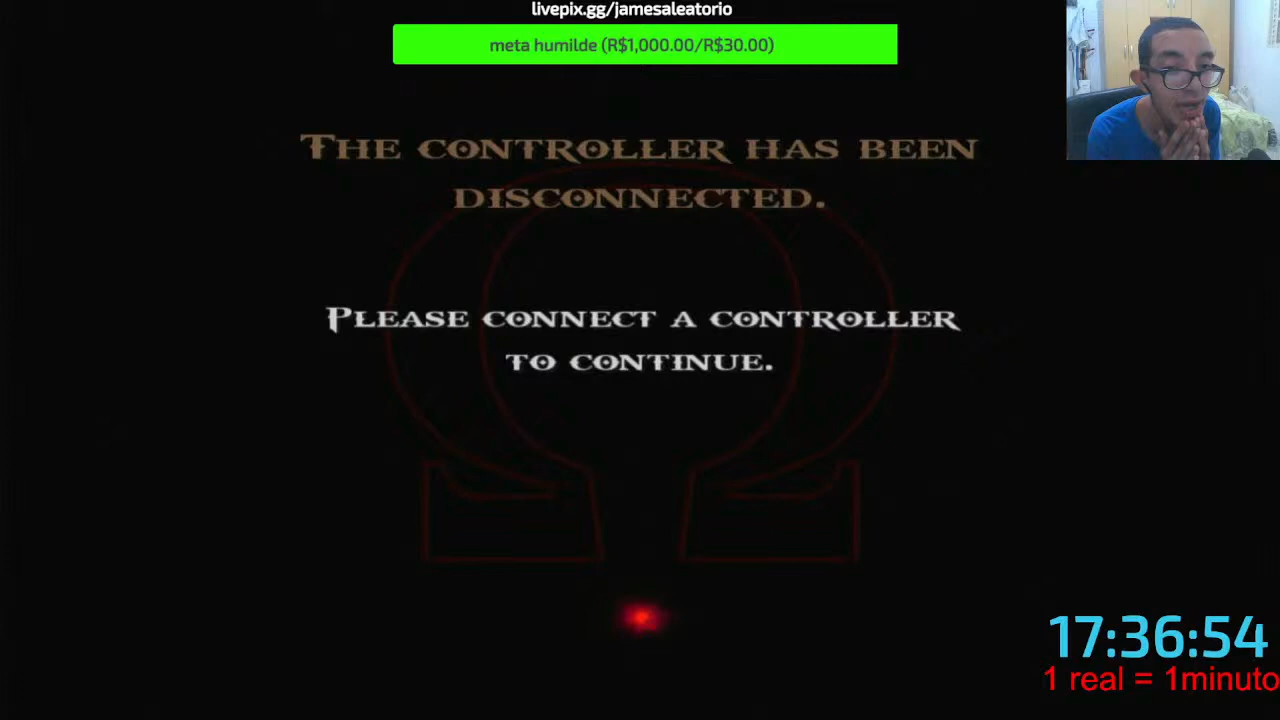 livepix.gg/jamesaleatorio
meta humilde (R$1,000.00/R$30.00)
THE CONTROLLER HAS BEEN
DISCONNECTED.
PLEASE CONNECT A CONTROLLER
TO CONTINUE.
17:36:54
1 real = 1minuto